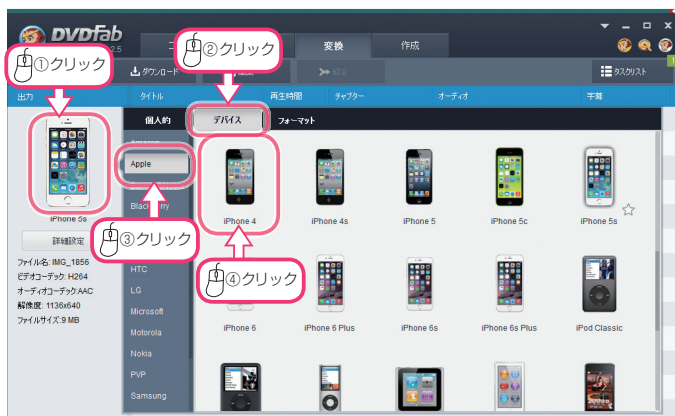 DVDFab
2.5
変換
作成
①クリック
②クリック
ダウンロード
タスクリスト
出力
タイトル
再生時間
チャプター
オーディオ
字幕
個人的
デバイス
フォーマット
Apple
iPhone 4
iPhone 4s
iPhone 5
iPhone 5c
iPhone 5s
iPhone 5s
詳細設定
③クリック
④クリック
ファイル名: IMG_1856
ビデオコーデック: H264
オーディオコーデック:AAC
解像度: 1136x640
ファイルサイズ:9 MB
HTC
LG
Microsoft
Motorola
Nokia
PVP
Samsung
iPhone 6
iPhone 6 Plus
iPhone 6s
iPhone 6s Plus
iPod Classic